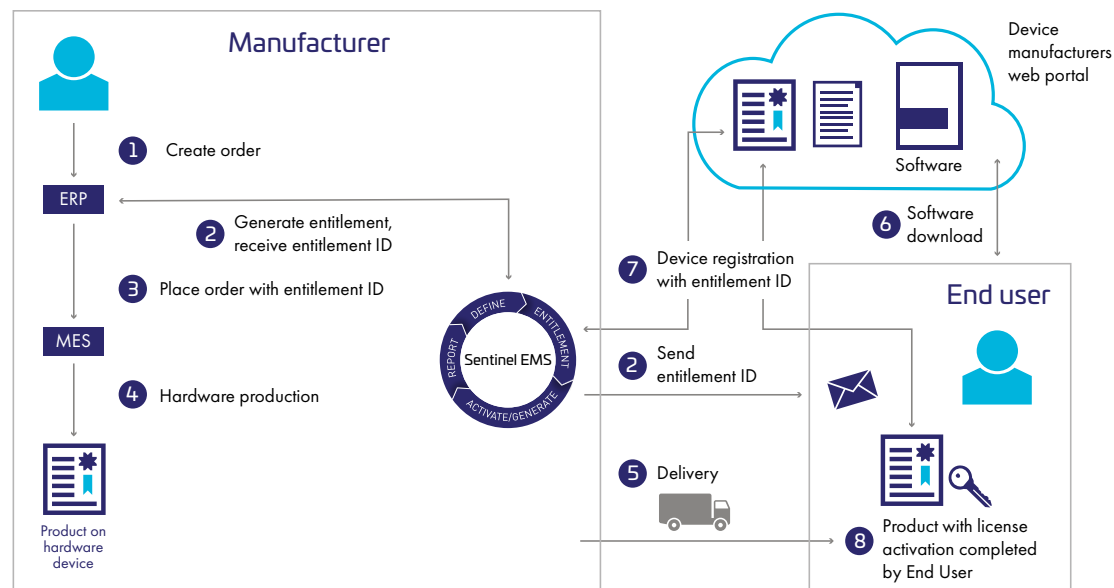 Manufacturer
1 Create order
ERP
2 Generate entitlement,
receive entitlement ID
3 Place order with entitlement ID
MES
4 Hardware production
Product on
hardware
device
DEFINE
ENTITLEMENT
ACTIVATE/GENERATE
REPORT
Sentinel EMS
Device
manufacturers
web portal
Software
6 Software
download
7 Device registration
with entitlement ID
2 Send
entitlement ID
5 Delivery
End user
8 Product with license
activation completed
by End User